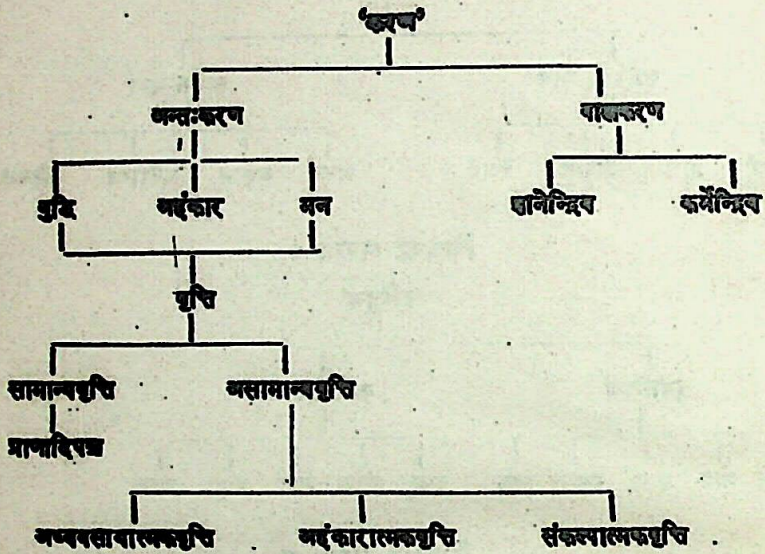 'करण'
अन्तःकरण बाह्यकरण
बुद्धि अहंकार मन ज्ञानेन्द्रिय कर्मेन्द्रिय
वृत्ति
सामान्यवृत्ति असामान्यवृत्ति
प्राणादिपञ्च
अध्यवसायात्मकवृत्ति अहंकारात्मकवृत्ति संकल्पात्मकवृत्ति